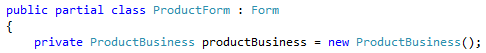 public partial class ProductForm : Form
{
private ProductBusiness productBusiness = new ProductBusiness();